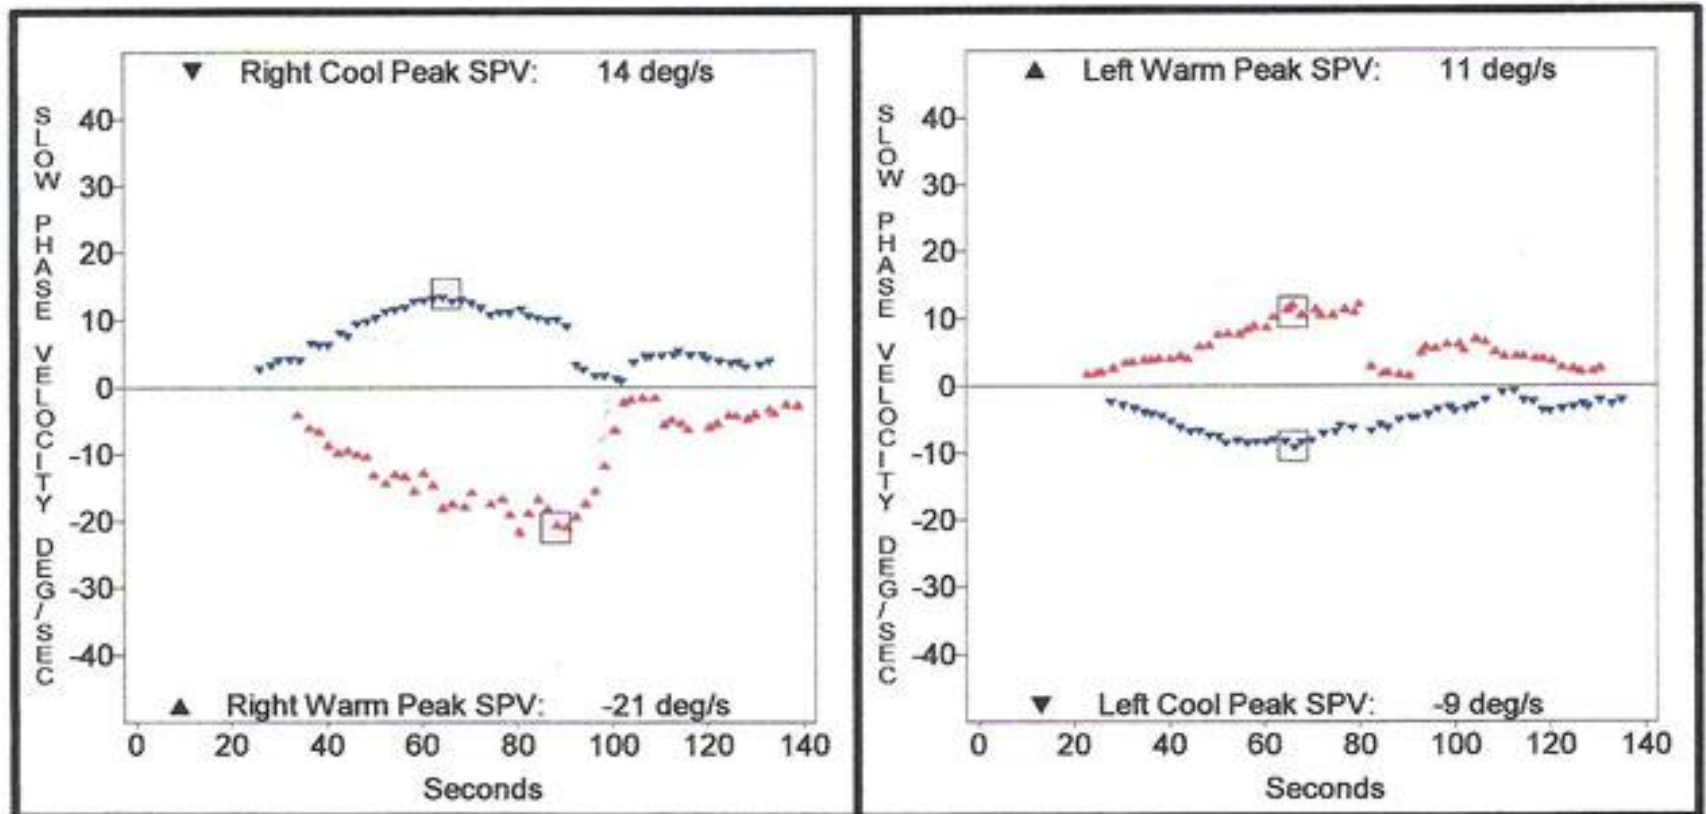 ▼ Right Cool Peak SPV: 14 deg/s
SLOW PHASE VELOCITY DEG/SEC
40
30
20
10
0
-10
-20
-30
-40
▲ Right Warm Peak SPV: -21 deg/s
0 20 40 60 80 100 120 140
Seconds
▲ Left Warm Peak SPV: 11 deg/s
SLOW PHASE VELOCITY DEG/SEC
40
30
20
10
0
-10
-20
-30
-40
▼ Left Cool Peak SPV: -9 deg/s
0 20 40 60 80 100 120 140
Seconds